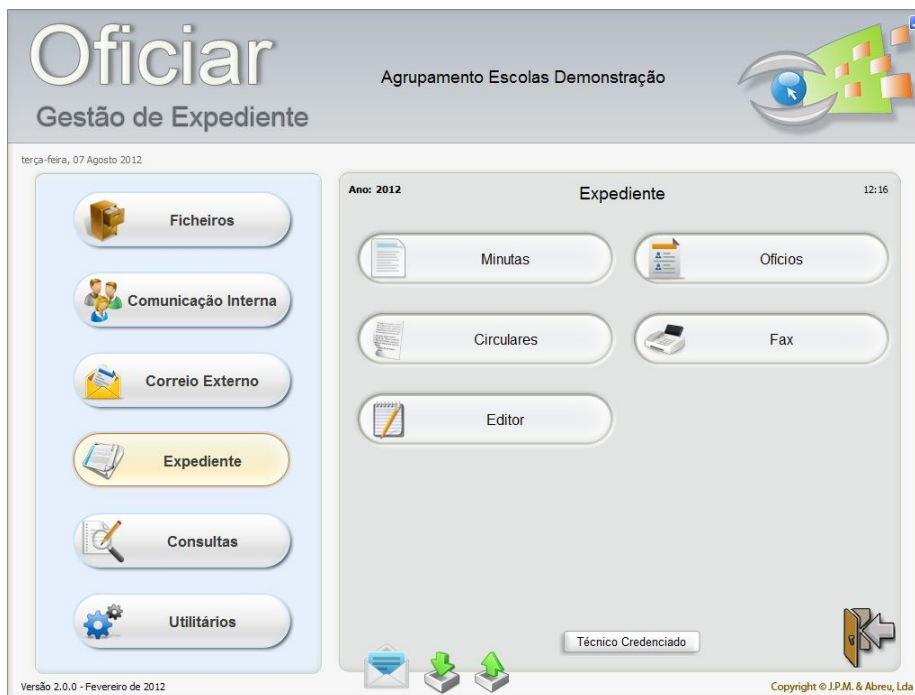 Oficiar
Gestão de Expediente
Agrupamento Escolas Demonstração
terça-feira, 07 Agosto 2012
Ficheiros
Comunicação Interna
Correio Externo
Expediente
Consultas
Utilitários
Ano: 2012
Expediente
12:16
Minutas
Ofícios
Circulares
Fax
Editor
Técnico Credenciado
Versão 2.0.0 - Fevereiro de 2012
Copyright © J.P.M. & Abreu, Lda